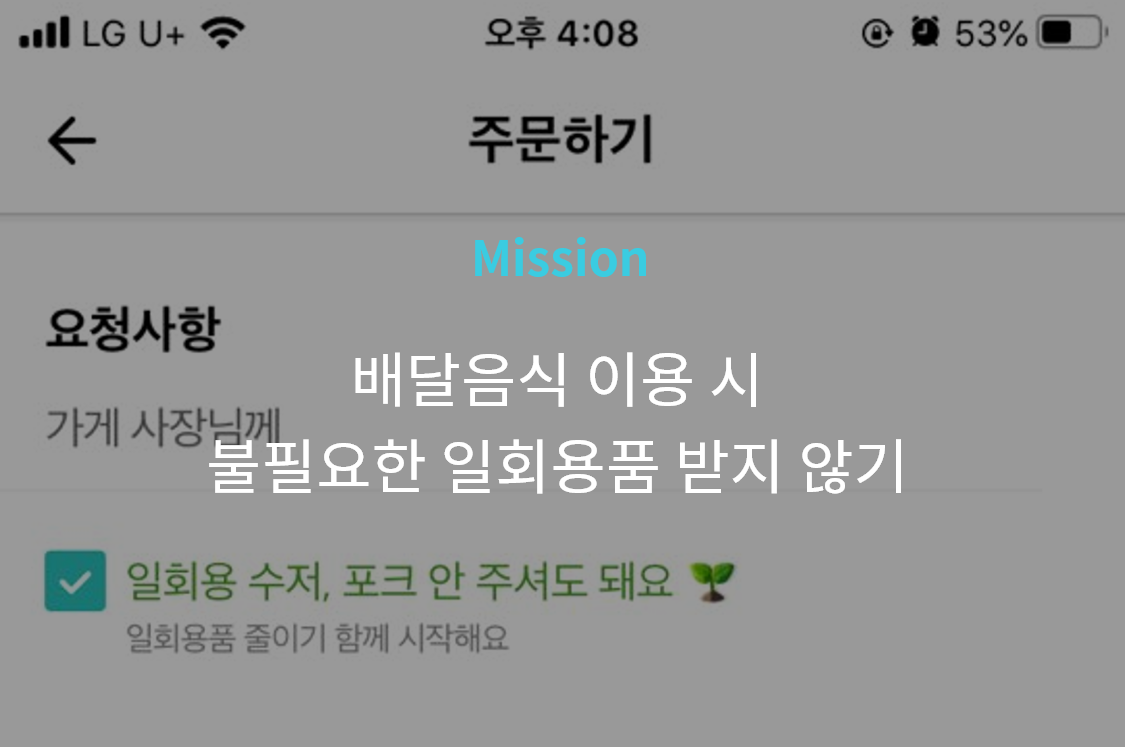 LG U+ 오후 4:08 53%
주문하기
Mission
요청사항
배달음식 이용 시
가게 사장님께
불필요한 일회용품 받지 않기
일회용 수저, 포크 안 주셔도 돼요
일회용품 줄이기 함께 시작해요